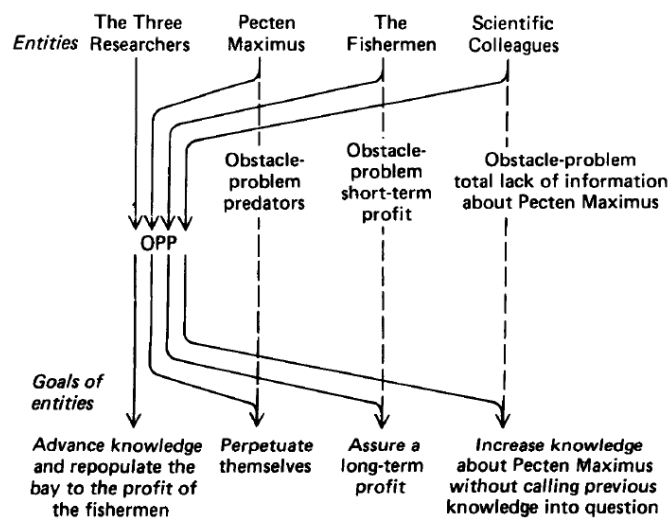 Entities
The Three
Researchers
Pecten
Maximus
The
Fishermen
Scientific
Colleagues
Obstacle-
problem
predators
Obstacle-
problem
short-term
profit
Obstacle-problem
total lack of information
about Pecten Maximus
OPP
Goals of
entities
Advance knowledge
and repopulate the
bay to the profit of
the fishermen
Perpetuate
themselves
Assure a
long-term
profit
Increase knowledge
about Pecten Maximus
without calling previous
knowledge into question